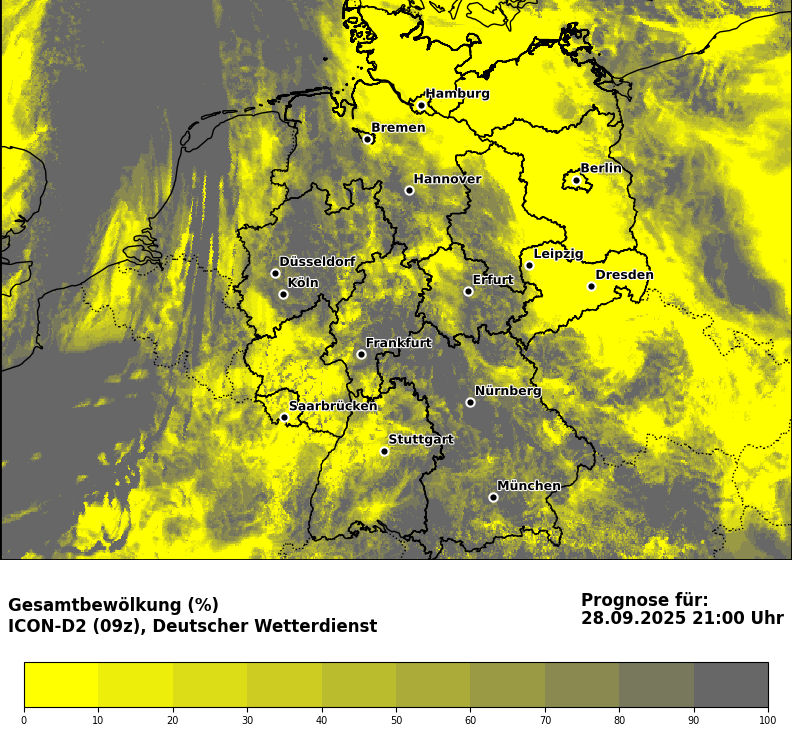 Hamburg
Bremen
Berlin
Hannover
Leipzig
Düsseldorf
Dresden
Köln
Erfurt
Frankfurt
Nürnberg
Saarbrücken
Stuttgart
München
Gesamtbewölkung (%)
ICON-D2 (09z), Deutscher Wetterdienst
Prognose für:
28.09.2025 21:00 Uhr
0 10 20 30 40 50 60 70 80 90 100